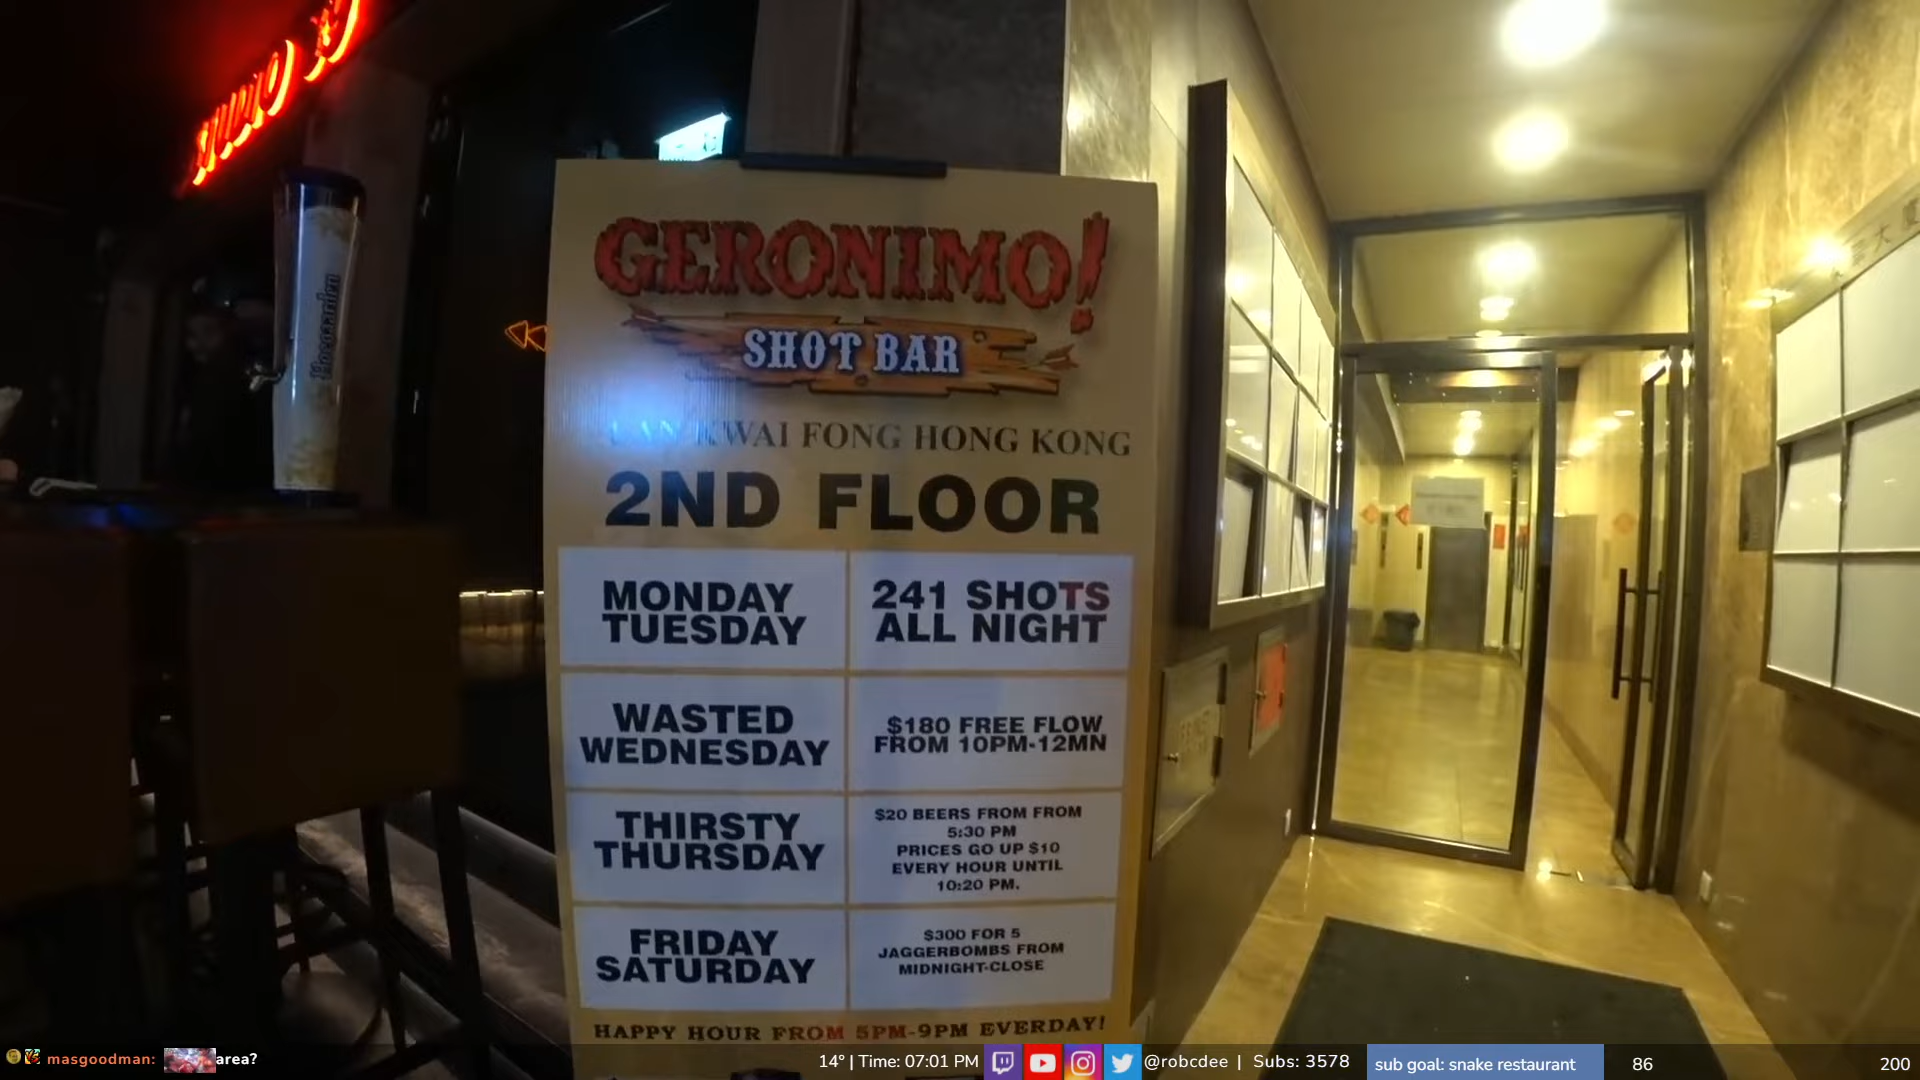 Hoegaarden
GERONIMO!
SHOT BAR
LAN KWAI FONG HONG KONG
2ND FLOOR
MONDAY
TUESDAY
241 SHOTS
ALL NIGHT
WASTED
WEDNESDAY
$180 FREE FLOW
FROM 10PM-12MN
THIRSTY
THURSDAY
$20 BEERS FROM FROM
5:30 PM
PRICES GO UP $10
EVERY HOUR UNTIL
10:20 PM.
FRIDAY
SATURDAY
$300 FOR 5
JAGGERBOMBS FROM
MIDNIGHT-CLOSE
HAPPY HOUR FROM 5PM-9PM EVERDAY!
masgoodman: area?
14° | Time: 07:01 PM
@robcdee | Subs: 3578
sub goal: snake restaurant
86
200